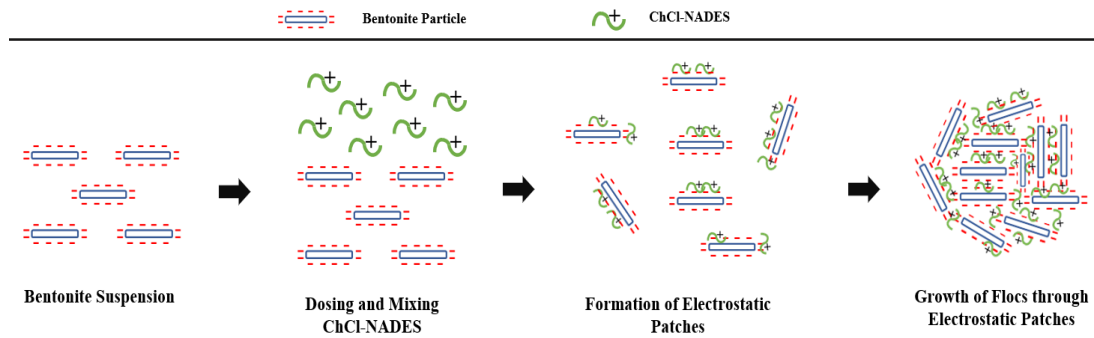 Bentonite Particle
ChCl-NADES
Bentonite Suspension
Dosing and Mixing
ChCl-NADES
Formation of Electrostatic
Patches
Growth of Flocs through
Electrostatic Patches